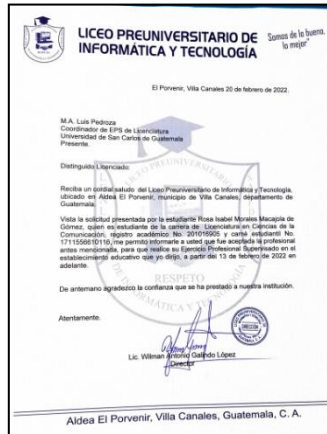 LICEO PREUNIVERSITARIO DE
INFORMÁTICA Y TECNOLOGÍA
Somos de lo bueno,
lo mejor"
El Porvenir, Villa Canales 20 de febrero de 2022.
M.A. Luis Pedroza
Coordinador de EPS de Licenciatura
Universidad de San Carlos de Guatemala
Presente.
Distinguido Licenciado:
Reciba un cordial saludo del Liceo Preuniversitario de Informática y Tecnología,
ubicado en Aldea El Porvenir, municipio de Villa Canales, departamento de
Guatemala.
Vista la solicitud presentada por la estudiante Rosa Isabel Morales Macajola de
Gómez, quien es estudiante de la carrera de Licenciatura en Ciencias de la
Comunicación, registro académico No. 201016905 y carné estudiantil No.
1711556610116, me permito informarle a usted que fue aceptada la profesional
antes mencionada, para que realice su Ejercicio Profesional Supervisado en el
establecimiento educativo que yo dirijo, a partir del 13 de febrero de 2022 en
adelante.
RESPETO
De antemano agradezco la confianza que se ha prestado a nuestra institución.
Atentamente.
Lic. Wilman Antonio Galindo López
Director
Aldea El Porvenir, Villa Canales, Guatemala, C. A.